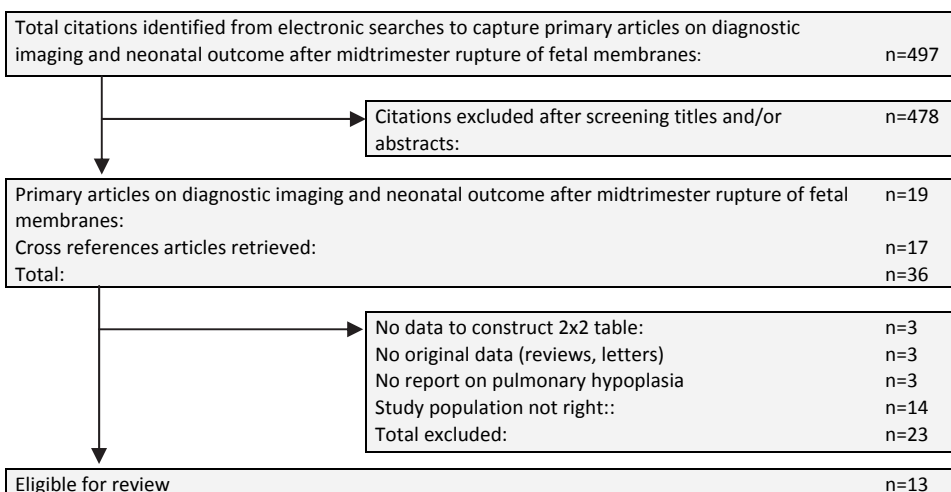 Total citations identified from electronic searches to capture primary articles on diagnostic
imaging and neonatal outcome after midtrimester rupture of fetal membranes: n=497
Citations excluded after screening titles and/or n=478
abstracts:
Primary articles on diagnostic imaging and neonatal outcome after midtrimester rupture of fetal n=19
membranes:
Cross references articles retrieved: n=17
Total: n=36
No data to construct 2x2 table: n=3
No original data (reviews, letters) n=3
No report on pulmonary hypoplasia n=3
Study population not right:: n=14
Total excluded: n=23
Eligible for review n=13